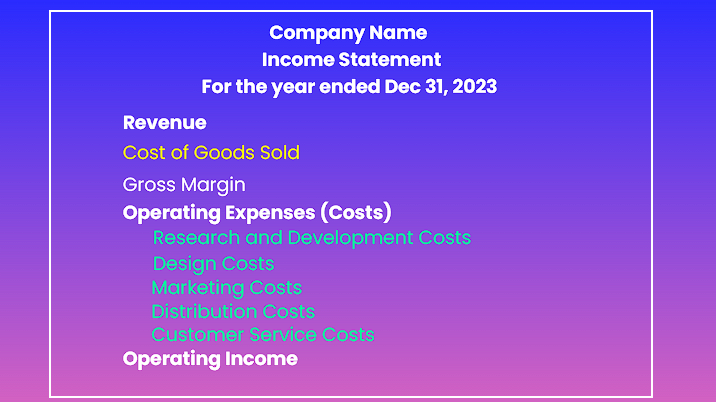 Company Name
Income Statement
For the year ended Dec 31, 2023
Revenue
Cost of Goods Sold
Gross Margin
Operating Expenses (Costs)
Research and Development Costs
Design Costs
Marketing Costs
Distribution Costs
Customer Service Costs
Operating Income